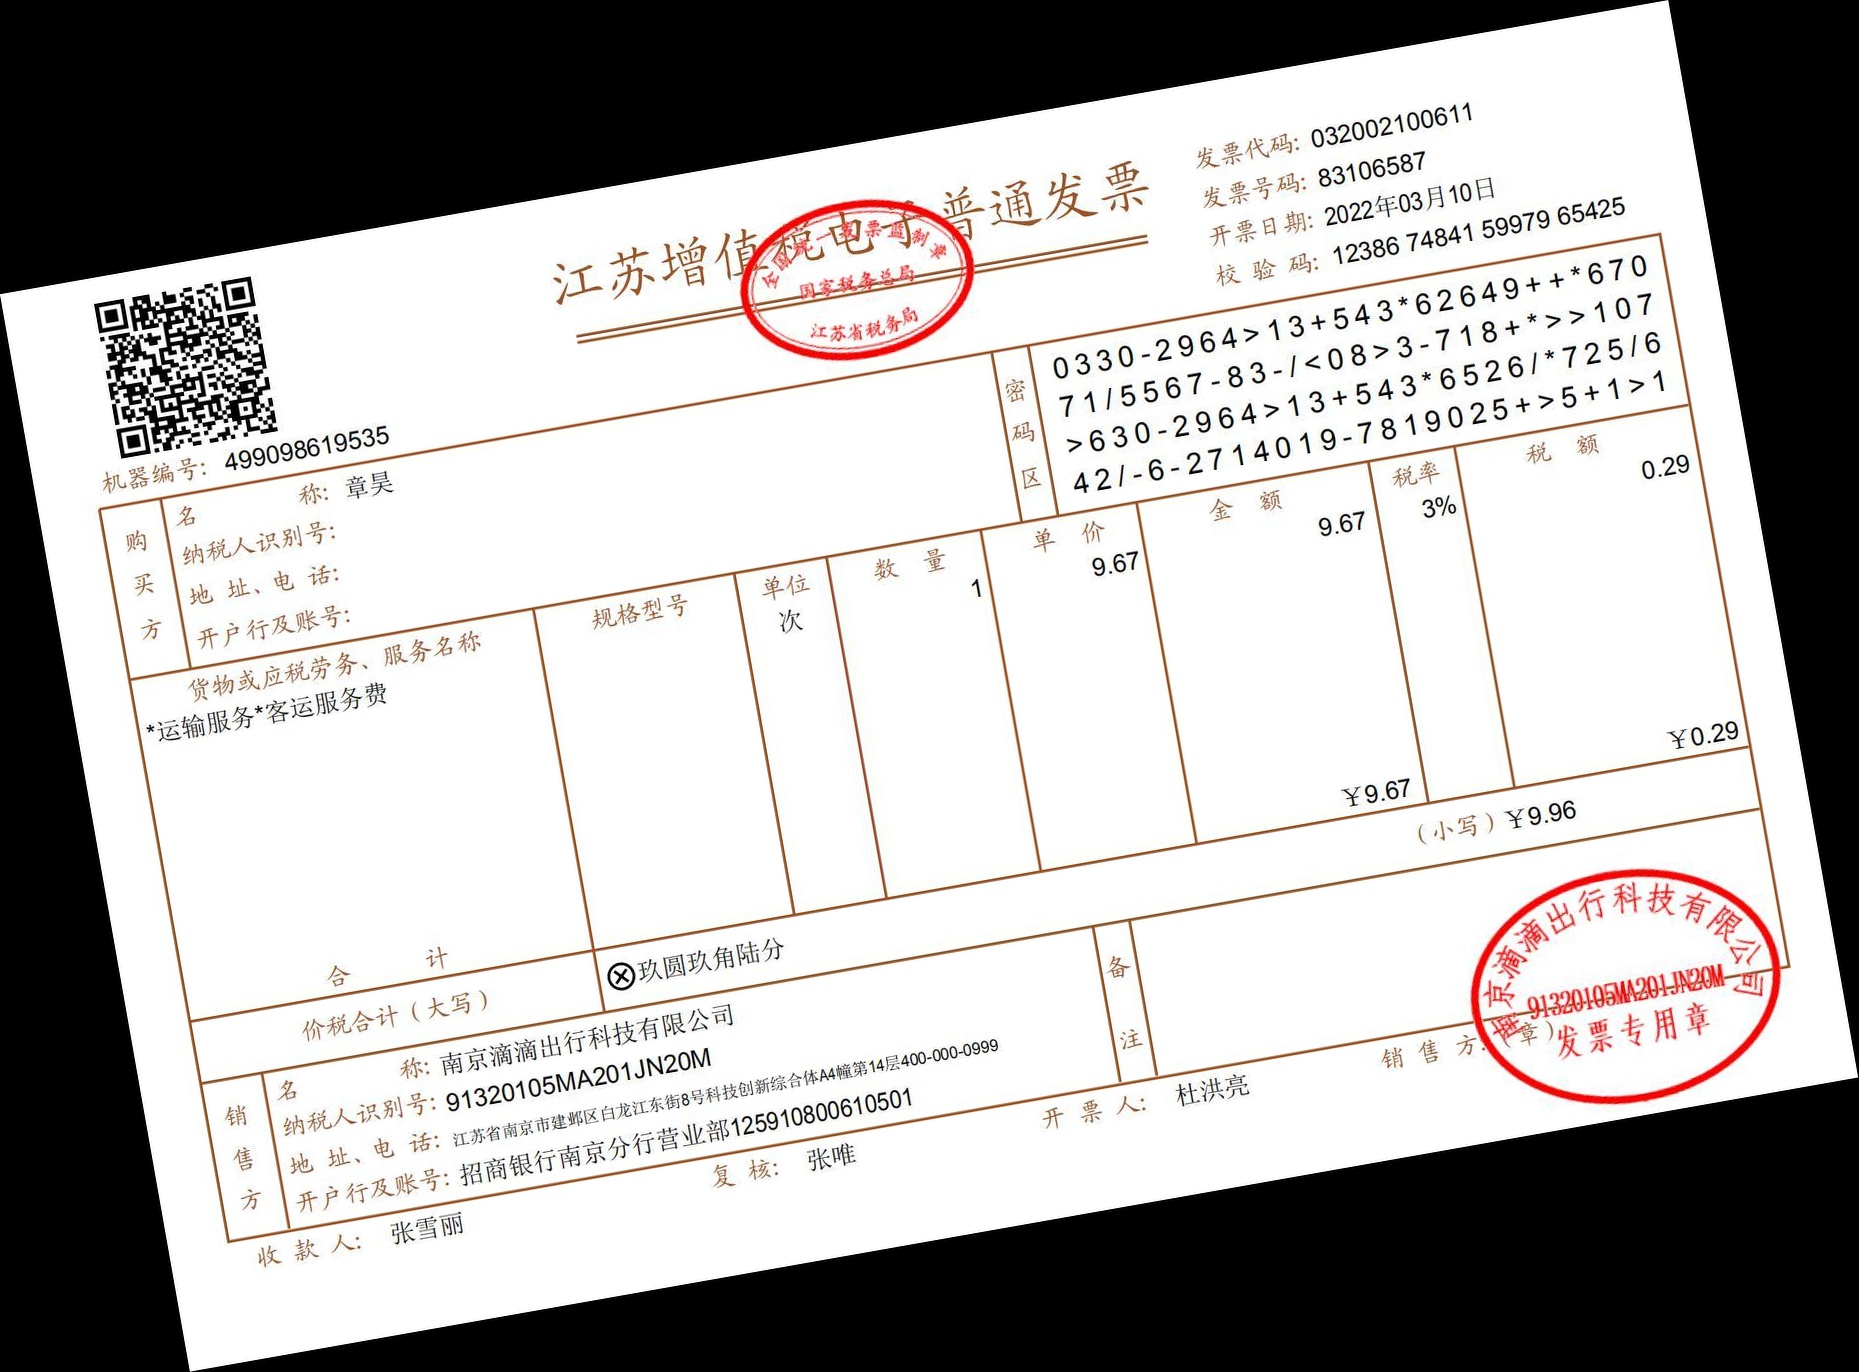 江苏增值税电子普通发票
全国统一发票监制章
国家税务总局
江苏省税务局
发票代码: 032002100611
发票号码: 83106587
开票日期: 2022年03月10日
校 验 码: 12386 74841 59979 65425
机器编号: 499098619535
购买方
名 称: 章昊
纳税人识别号:
地 址、电 话:
开户行及账号:
密码区
0330-2964>13+543*62649++*670
71/5567-83-/<08>3-718+*>>107
>630-2964>13+543*6526/*725/6
42/-6-2714019-7819025+>5+1>1
货物或应税劳务、服务名称 规格型号 单位 数 量 单 价 金 额 税率 税 额
*运输服务*客运服务费 次 1 9.67 9.67 3% 0.29
合 计 ￥9.67 ￥0.29
价税合计（大写） ⊗玖圆玖角陆分 （小写）￥9.96
销售方
名 称: 南京滴滴出行科技有限公司
纳税人识别号: 91320105MA201JN20M
地 址、电 话: 江苏省南京市建邺区白龙江东街8号科技创新综合体A4幢第14层400-000-0999
开户行及账号: 招商银行南京分行营业部125910800610501
备注
收 款 人: 张雪丽 复 核: 张唯 开 票 人: 杜洪亮 销 售 方:（章）
南京滴滴出行科技有限公司
91320105MA201JN20M
发票专用章